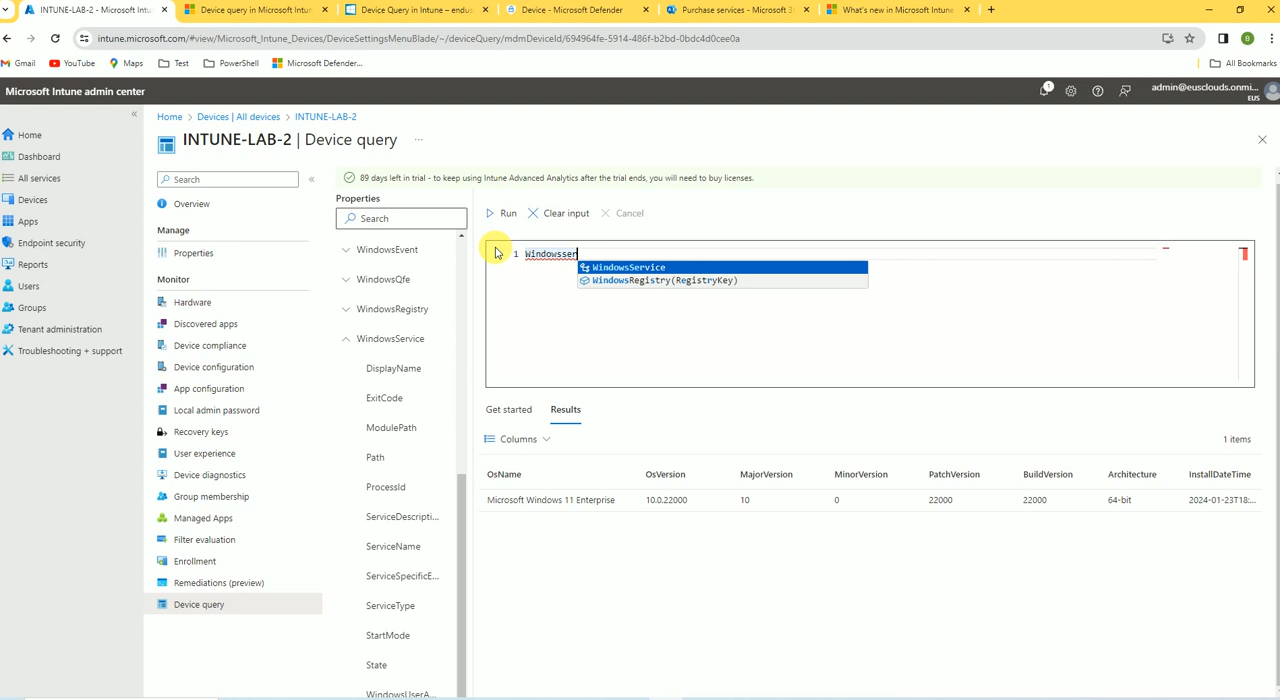 INTUNE-LAB-2 - Microsoft Int
Device query in Microsoft Intun
Device Query in Intune – endus
Device - Microsoft Defender
Purchase services - Microsoft 3
What's new in Microsoft Intune
intune.microsoft.com/#view/Microsoft_Intune_Devices/DeviceSettingsMenuBlade/~/deviceQuery/mdmDeviceId/694964fe-5914-486f-b2bd-0bdc4d0cee0a
B
Gmail
YouTube
Maps
Test
PowerShell
Microsoft Defender...
All Bookmarks
Microsoft Intune admin center
1
admin@eusclouds.onmi...
EUS
Home
Dashboard
All services
Devices
Apps
Endpoint security
Reports
Users
Groups
Tenant administration
Troubleshooting + support
Home > Devices | All devices > INTUNE-LAB-2
INTUNE-LAB-2 | Device query ...
Search
Overview
Manage
Properties
Monitor
Hardware
Discovered apps
Device compliance
Device configuration
App configuration
Local admin password
Recovery keys
User experience
Device diagnostics
Group membership
Managed Apps
Filter evaluation
Enrollment
Remediations (preview)
Device query
89 days left in trial - to keep using Intune Advanced Analytics after the trial ends, you will need to buy licenses.
Properties
Search
WindowsEvent
WindowsQfe
WindowsRegistry
WindowsService
DisplayName
ExitCode
ModulePath
Path
ProcessId
ServiceDescripti...
ServiceName
ServiceSpecificE...
ServiceType
StartMode
State
WindowsUserA...
Run
Clear input
Cancel
1 Windowsser
WindowsService
WindowsRegistry(RegistryKey)
Get started
Results
Columns
1 items
OsName OsVersion MajorVersion MinorVersion PatchVersion BuildVersion Architecture InstallDateTime
Microsoft Windows 11 Enterprise 10.0.22000 10 0 22000 22000 64-bit 2024-01-23T18:...